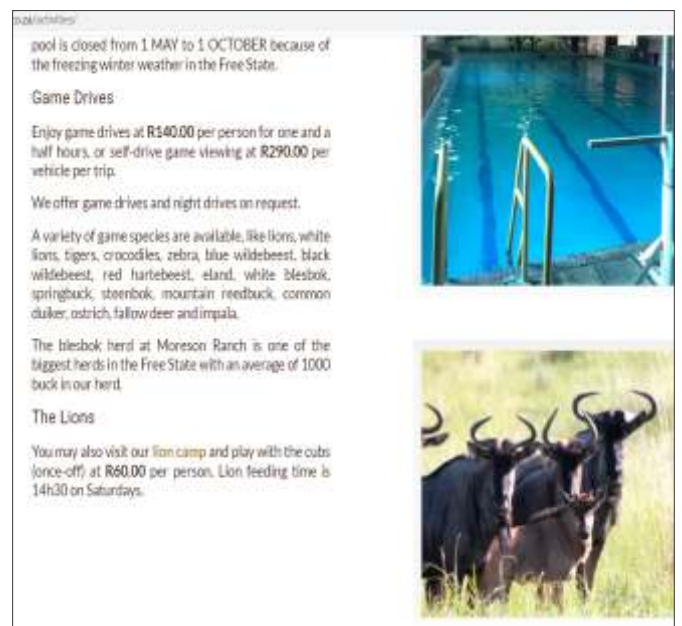 pool is closed from 1 MAY to 1 OCTOBER because of
the freezing winter weather in the Free State.
Game Drives
Enjoy game drives at R140.00 per person for one and a
half hours, or self-drive game viewing at R290.00 per
vehicle per trip.
We offer game drives and night drives on request.
A variety of game species are available, like lions, white
lions, tigers, crocodiles, zebra, blue wildebeest, black
wildebeest, red hartebeest, eland, white blesbok,
springbuck, steenbok, mountain reedbuck, common
duiker, ostrich, fallow deer and impala.
The blesbok herd at Moreson Ranch is one of the
biggest herds in the Free State with an average of 1000
buck in our herd.
The Lions
You may also visit our lion camp and play with the cubs
(once-off) at R60.00 per person. Lion feeding time is
14h30 on Saturdays.